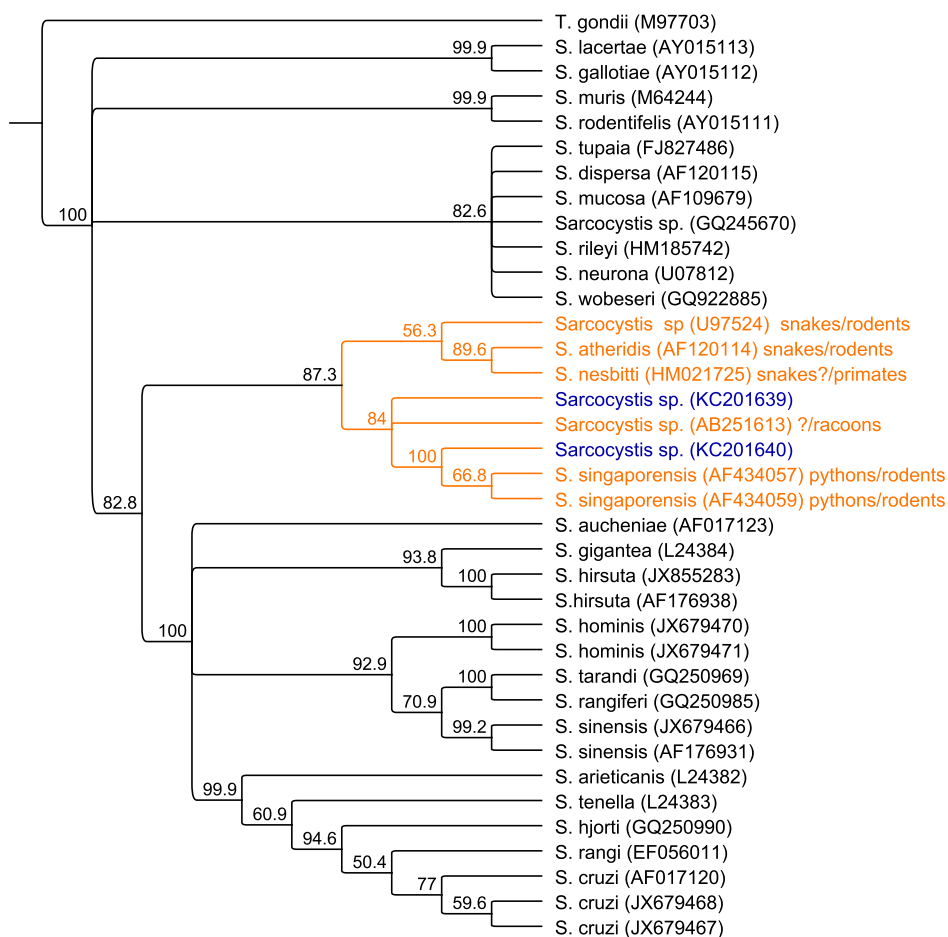 T. gondii (M97703)
99.9
S. lacertae (AY015113)
S. gallotiae (AY015112)
99.9
S. muris (M64244)
S. rodentifelis (AY015111)
S. tupaia (FJ827486)
S. dispersa (AF120115)
S. mucosa (AF109679)
100
82.6
Sarcocystis sp. (GQ245670)
S. rileyi (HM185742)
S. neurona (U07812)
S. wobeseri (GQ922885)
56.3
Sarcocystis  sp (U97524)  snakes/rodents
89.6
S. atheridis (AF120114) snakes/rodents
87.3
S. nesbitti (HM021725) snakes?/primates
Sarcocystis sp. (KC201639)
84
Sarcocystis sp. (AB251613) ?/racoons
100
Sarcocystis sp. (KC201640)
66.8
S. singaporensis (AF434057) pythons/rodents
82.8
S. singaporensis (AF434059) pythons/rodents
S. aucheniae (AF017123)
93.8
S. gigantea (L24384)
100
S. hirsuta (JX855283)
S.hirsuta (AF176938)
100
100
S. hominis (JX679470)
92.9
S. hominis (JX679471)
100
S. tarandi (GQ250969)
70.9
S. rangiferi (GQ250985)
99.2
S. sinensis (JX679466)
S. sinensis (AF176931)
99.9
S. arieticanis (L24382)
60.9
S. tenella (L24383)
94.6
S. hjorti (GQ250990)
50.4
S. rangi (EF056011)
77
S. cruzi (AF017120)
59.6
S. cruzi (JX679468)
S. cruzi (JX679467)